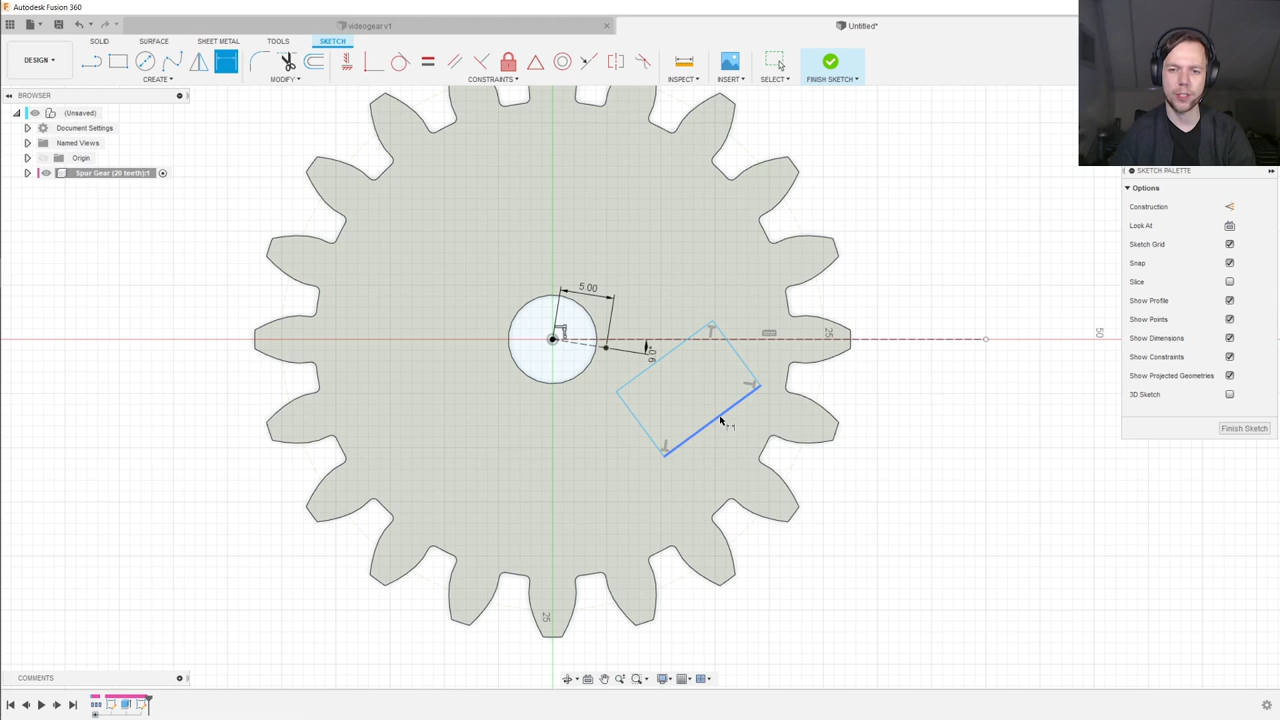 Autodesk Fusion 360
videogear v1
Untitled*
DESIGN
SOLID
SURFACE
SHEET METAL
TOOLS
SKETCH
CREATE
MODIFY
CONSTRAINTS
INSPECT
INSERT
SELECT
FINISH SKETCH
BROWSER
(Unsaved)
Document Settings
Named Views
Origin
Spur Gear (20 teeth):1
SKETCH PALETTE
Options
Construction
Look At
Sketch Grid
Snap
Slice
Show Profile
Show Points
Show Dimensions
Show Constraints
Show Projected Geometries
3D Sketch
Finish Sketch
5.00
25
50
25
COMMENTS